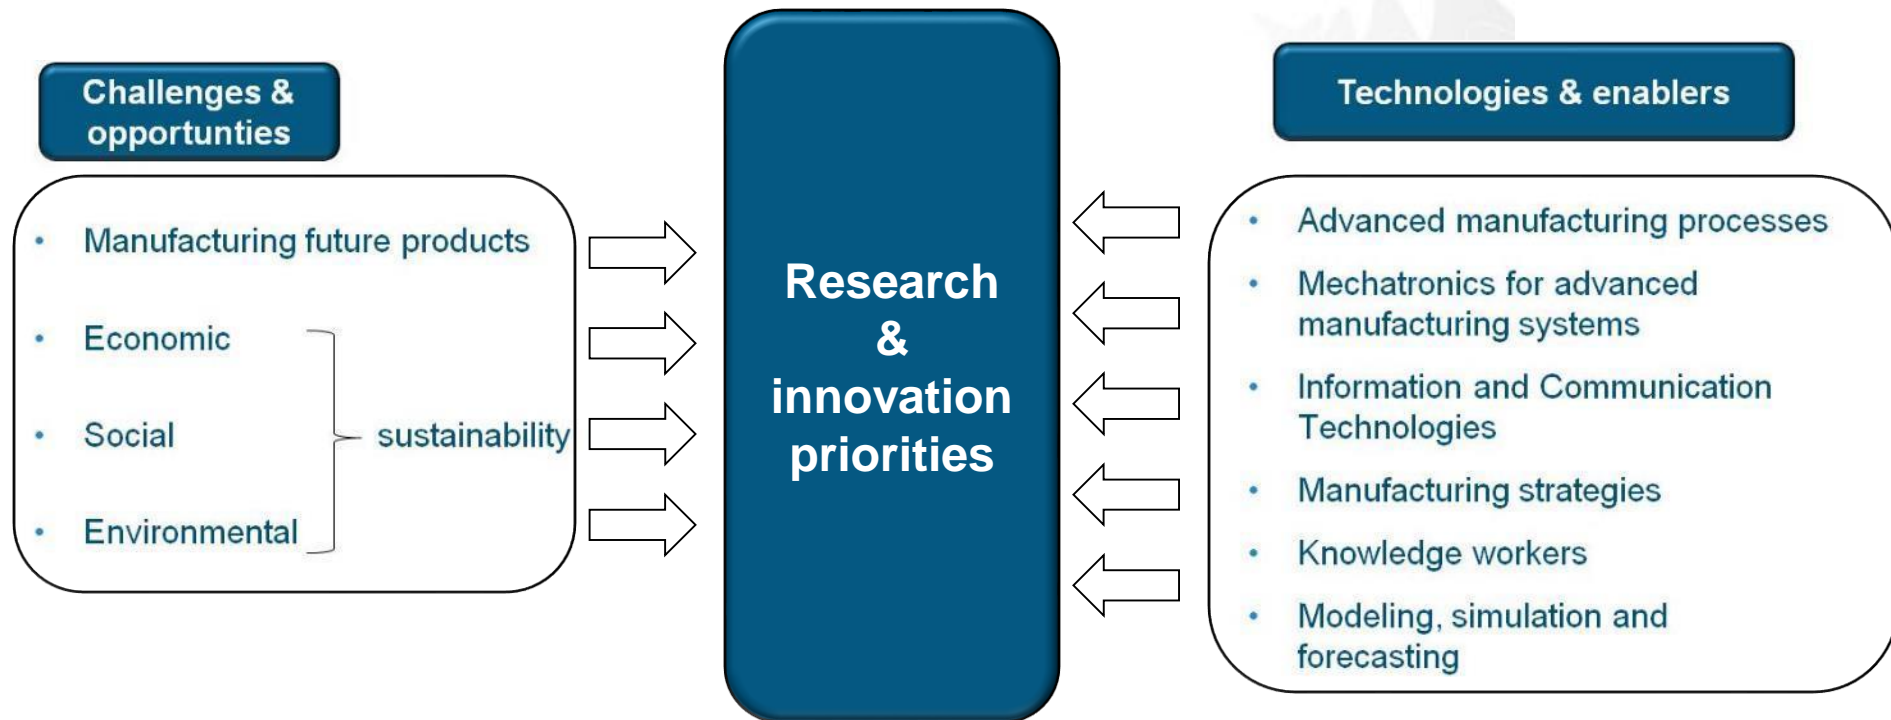 Challenges &
opportunties
• Manufacturing future products
• Economic
• Social
sustainability
• Environmental
Research
&
innovation
priorities
Technologies & enablers
• Advanced manufacturing processes
• Mechatronics for advanced
manufacturing systems
• Information and Communication
Technologies
• Manufacturing strategies
• Knowledge workers
• Modeling, simulation and
forecasting